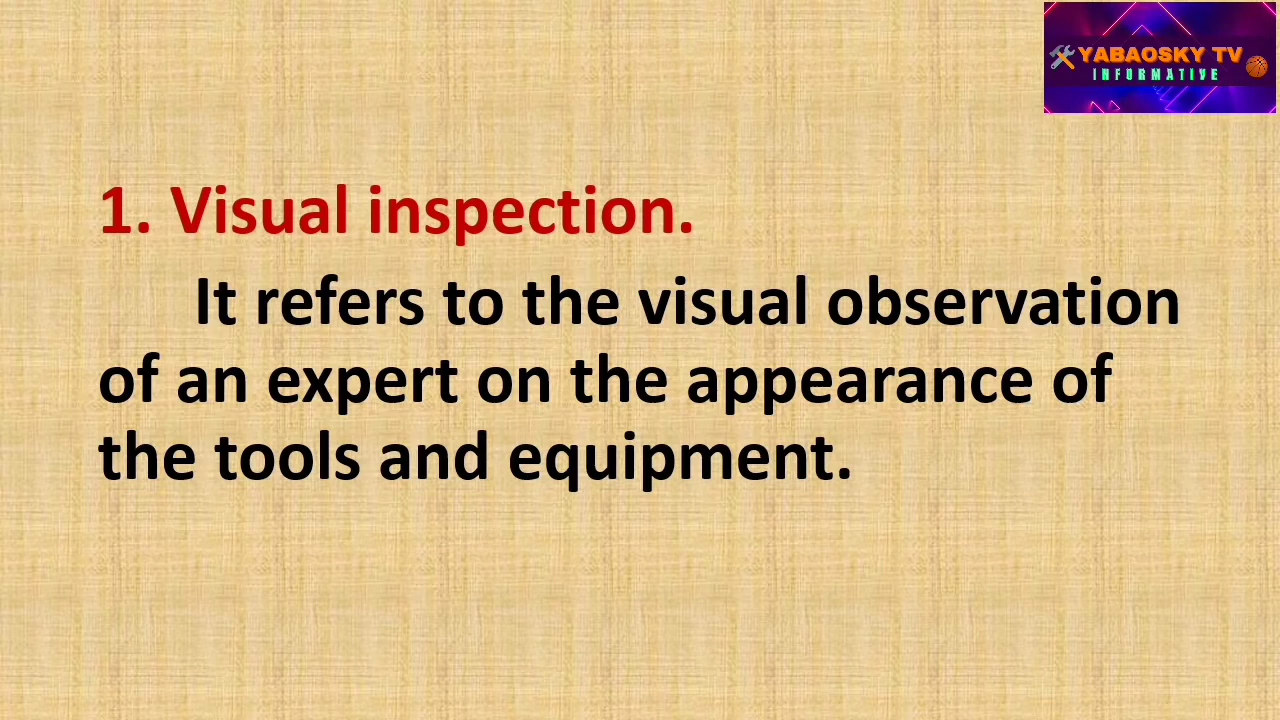 YABAOSKY TV
INFORMATIVE
1. Visual inspection.
It refers to the visual observation
of an expert on the appearance of
the tools and equipment.